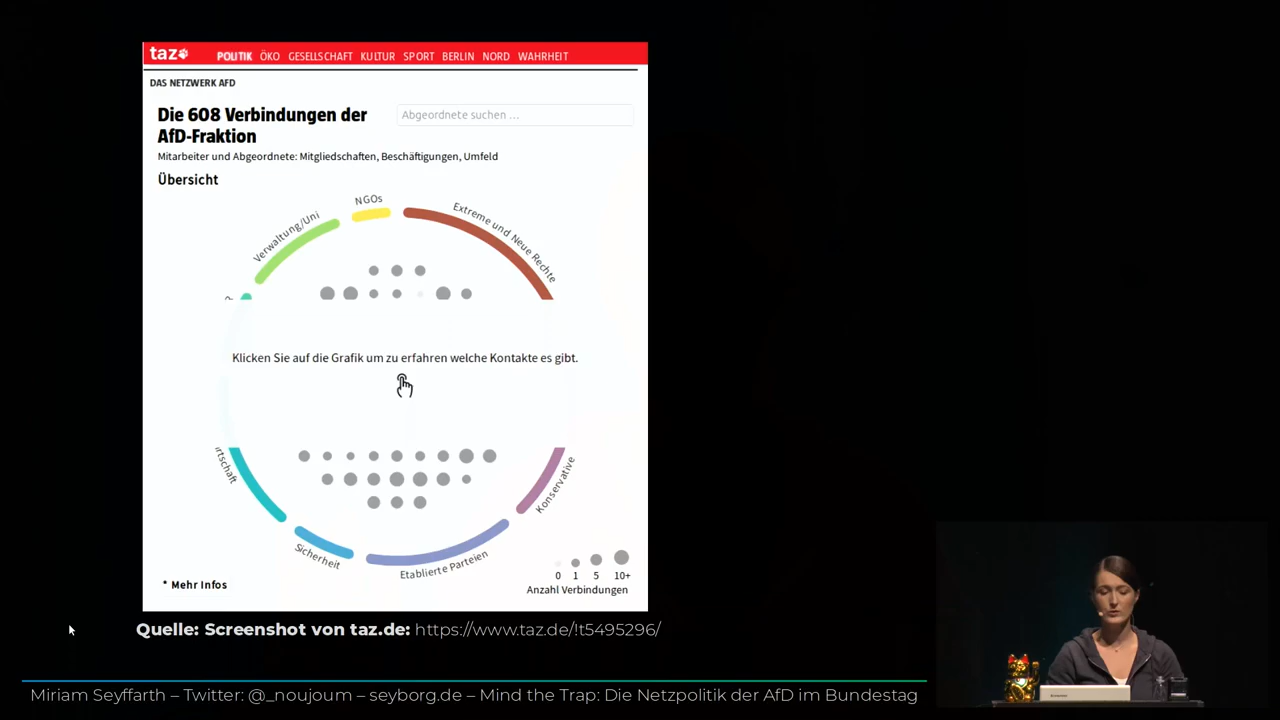 taz
POLITIK ÖKO GESELLSCHAFT KULTUR SPORT BERLIN NORD WAHRHEIT
DAS NETZWERK AFD
Die 608 Verbindungen der
AfD-Fraktion
Abgeordnete suchen ...
Mitarbeiter und Abgeordnete: Mitgliedschaften, Beschäftigungen, Umfeld
Übersicht
NGOs
Verwaltung/Uni
Extreme und Neue Rechte
Klicken Sie auf die Grafik um zu erfahren welche Kontakte es gibt.
rtschaft
Konservative
Sicherheit
Etablierte Parteien
0 1 5 10+
Anzahl Verbindungen
* Mehr Infos
Quelle: Screenshot von taz.de: https://www.taz.de/!t5495296/
Miriam Seyffarth – Twitter: @_noujoum – seyborg.de – Mind the Trap: Die Netzpolitik der AfD im Bundestag